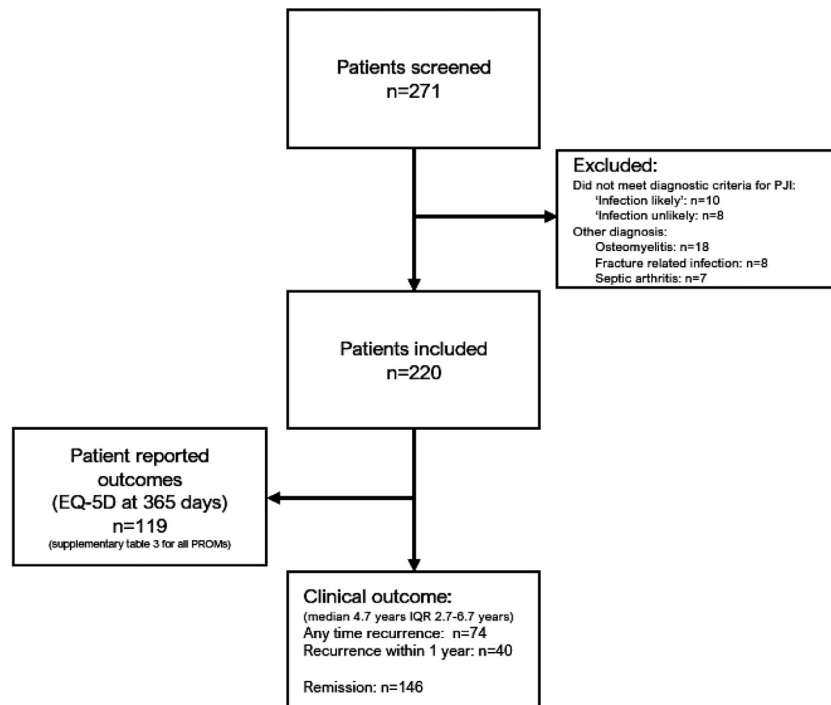 Patients screened
n=271
Excluded:
Did not meet diagnostic criteria for PJI:
'Infection likely': n=10
'Infection unlikely: n=8
Other diagnosis:
Osteomyelitis: n=18
Fracture related infection: n=8
Septic arthritis: n=7
Patients included
n=220
Patient reported
outcomes
(EQ-5D at 365 days)
n=119
(supplementary table 3 for all PROMs)
Clinical outcome:
(median 4.7 years IQR 2.7-6.7 years)
Any time recurrence: n=74
Recurrence within 1 year: n=40
Remission: n=146